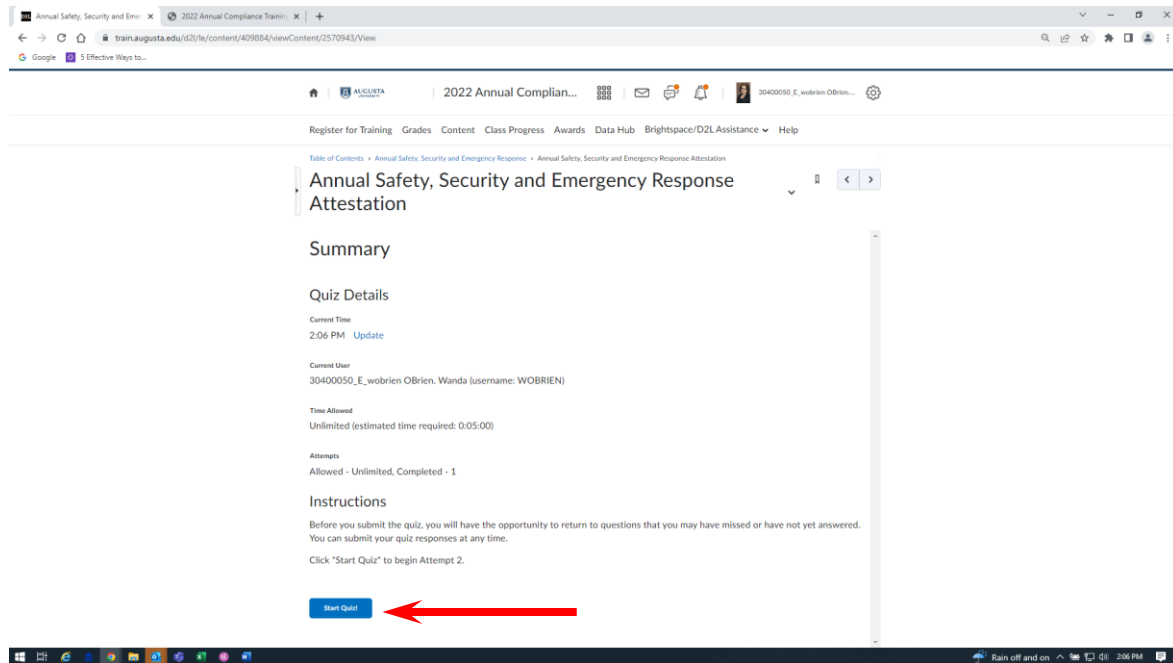 D2L Annual Safety, Security and Emer
2022 Annual Compliance Training
train.augusta.edu/d2l/le/content/409884/viewContent/2570943/View
Google
5 Effective Ways to...
AUGUSTA
UNIVERSITY
2022 Annual Complian...
30400050_E_wobrien OBrien...
Register for Training Grades Content Class Progress Awards Data Hub Brightspace/D2L Assistance Help
Table of Contents › Annual Safety, Security and Emergency Response › Annual Safety, Security and Emergency Response Attestation
Annual Safety, Security and Emergency Response
Attestation
Summary
Quiz Details
Current Time
2:06 PM Update
Current User
30400050_E_wobrien OBrien. Wanda (username: WOBRIEN)
Time Allowed
Unlimited (estimated time required: 0:05:00)
Attempts
Allowed - Unlimited, Completed - 1
Instructions
Before you submit the quiz, you will have the opportunity to return to questions that you may have missed or have not yet answered.
You can submit your quiz responses at any time.
Click "Start Quiz" to begin Attempt 2.
Start Quiz!
Rain off and on 2:06 PM